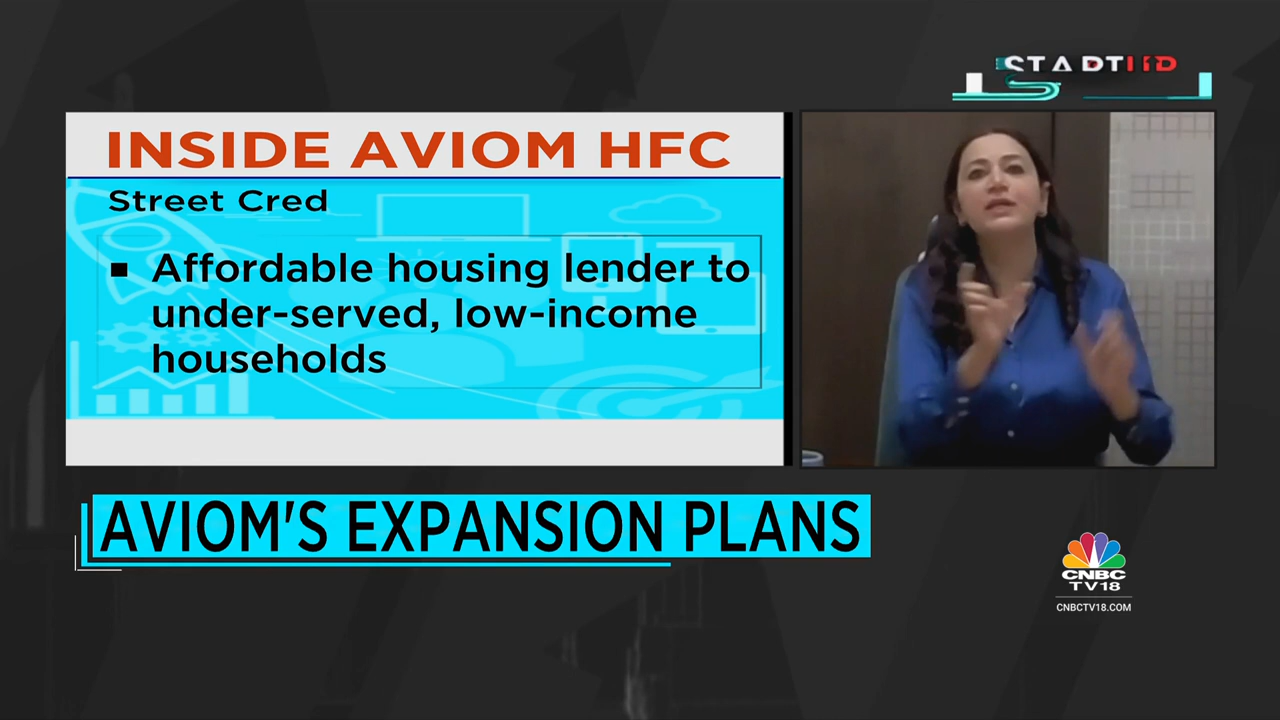 INSIDE AVIOM HFC
Street Cred
▪ Affordable housing lender to
under-served, low-income
households
AVIOM'S EXPANSION PLANS
CNBC
TV18
CNBCTV18.COM